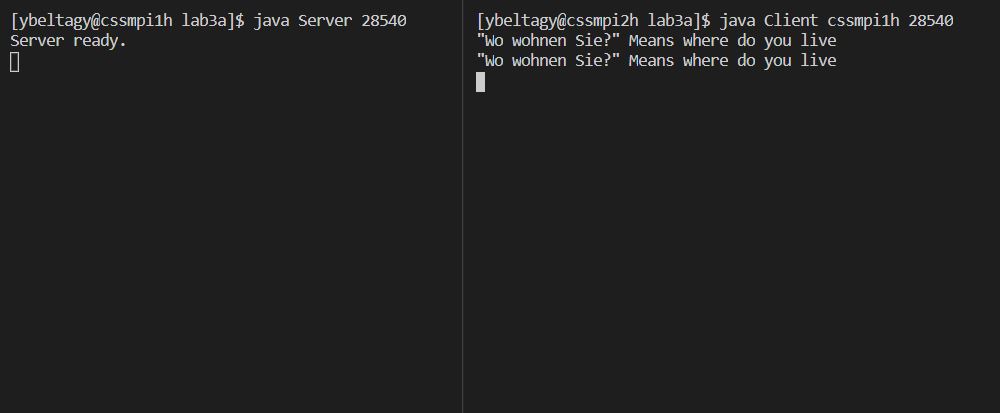 [ybeltagy@cssmpi1h lab3a]$ java Server 28540
Server ready.
[ybeltagy@cssmpi2h lab3a]$ java Client cssmpi1h 28540
"Wo wohnen Sie?" Means where do you live
"Wo wohnen Sie?" Means where do you live